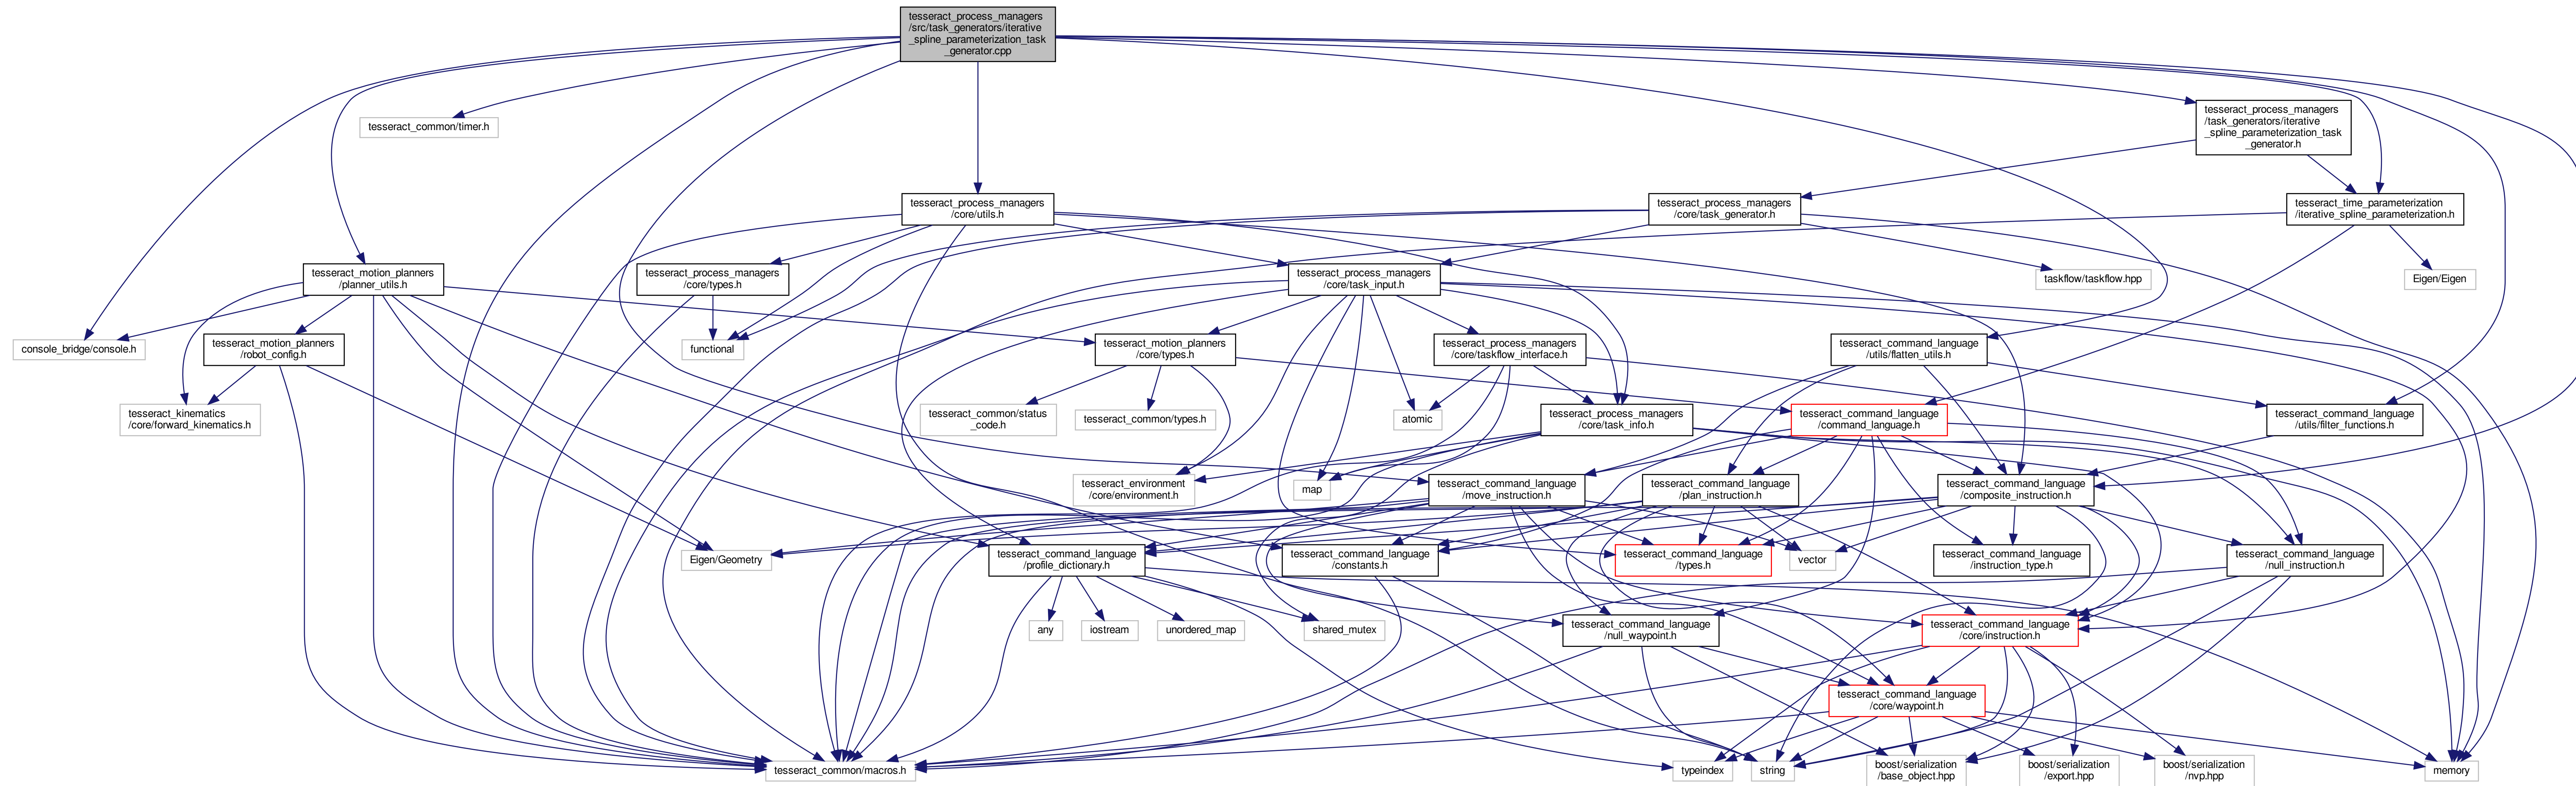 tesseract_process_managers
/src/task_generators/iterative
_spline_parameterization_task
_generator.cpp
tesseract_process_managers
/task_generators/iterative
_spline_parameterization_task
_generator.h
tesseract_common/timer.h
tesseract_process_managers
/core/utils.h
tesseract_process_managers
/core/task_generator.h
tesseract_time_parameterization
/iterative_spline_parameterization.h
tesseract_motion_planners
/planner_utils.h
tesseract_process_managers
/core/types.h
tesseract_process_managers
/core/task_input.h
taskflow/taskflow.hpp
Eigen/Eigen
console_bridge/console.h
tesseract_motion_planners
/robot_config.h
functional
tesseract_motion_planners
/core/types.h
tesseract_process_managers
/core/taskflow_interface.h
tesseract_command_language
/utils/flatten_utils.h
tesseract_kinematics
/core/forward_kinematics.h
tesseract_common/status
_code.h
tesseract_common/types.h
atomic
tesseract_process_managers
/core/task_info.h
tesseract_command_language
/command_language.h
tesseract_command_language
/utils/filter_functions.h
tesseract_environment
/core/environment.h
map
tesseract_command_language
/move_instruction.h
tesseract_command_language
/plan_instruction.h
tesseract_command_language
/composite_instruction.h
Eigen/Geometry
tesseract_command_language
/profile_dictionary.h
tesseract_command_language
/constants.h
tesseract_command_language
/types.h
vector
tesseract_command_language
/instruction_type.h
tesseract_command_language
/null_instruction.h
any
iostream
unordered_map
shared_mutex
tesseract_command_language
/null_waypoint.h
tesseract_command_language
/core/instruction.h
tesseract_command_language
/core/waypoint.h
tesseract_common/macros.h
typeindex
string
boost/serialization
/base_object.hpp
boost/serialization
/export.hpp
boost/serialization
/nvp.hpp
memory